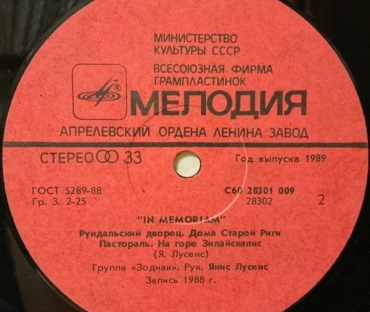 МИНИСТЕРСТВО
КУЛЬТУРЫ СССР
ВСЕСОЮЗНАЯ ФИРМА
ГРАМПЛАСТИНОК
МЕЛОДИЯ
АПРЕЛЕВСКИЙ ОРДЕНА ЛЕНИНА ЗАВОД
СТЕРЕО 33
Год выпуска 1989
ГОСТ 5289-88
С60 28301 009
Гр. 3. 2-25
28302
2
"IN MEMORIAM"
Рундальский дворец. Дома Старой Риги
Пастораль. На горе Зилайскалнс
(Я. Лусенс)
Группа «Зодиак». Рук. Янис Лусенс
Запись 1988 г.